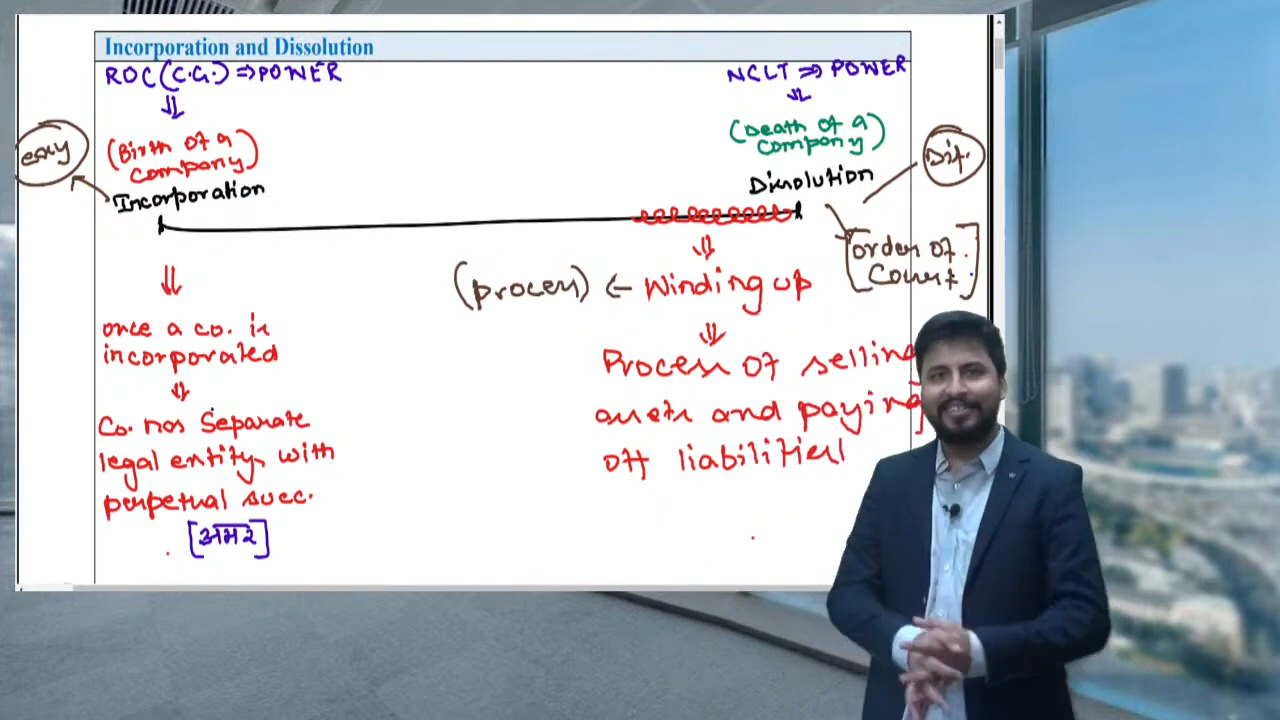 Incorporation and Dissolution
ROC (C.G.) ⇒ POWER
(Birth of a
company)
easy
Incorporation
once a co. is
incorporated
Co. has separate
legal entity, with
perpetual succ.
[अमर]
NCLT ⇒ POWER
(Death of a
company)
Dissolution
Dif.
[order of
Court]
(process) ← Winding up
Process of selling
assets and paying
off liabilities